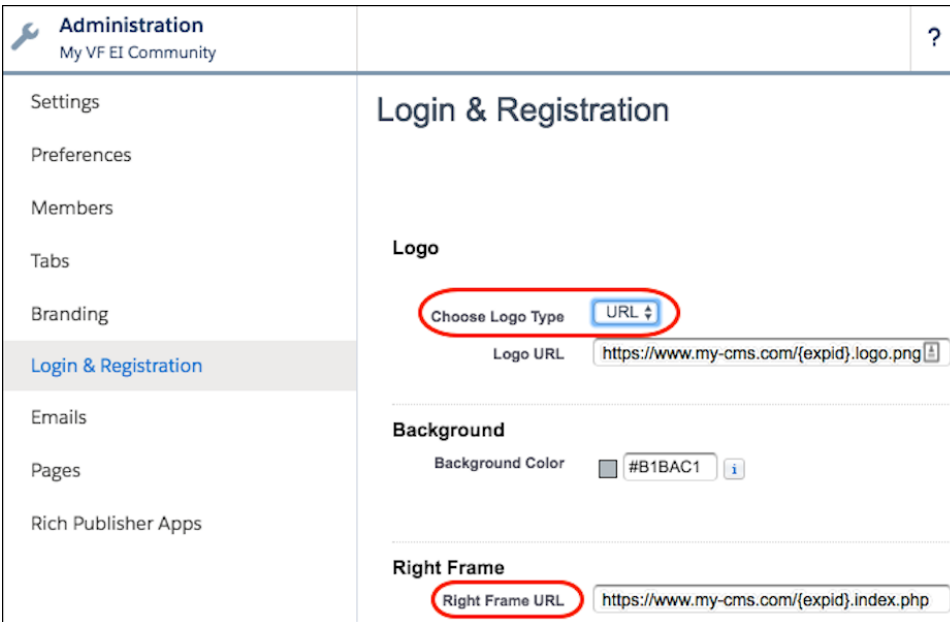 Administration
My VF EI Community
?
Settings
Preferences
Members
Tabs
Branding
Login & Registration
Emails
Pages
Rich Publisher Apps
Login & Registration
Logo
Choose Logo Type URL
Logo URL https://www.my-cms.com/{expid}.logo.png
Background
Background Color #B1BAC1 i
Right Frame
Right Frame URL https://www.my-cms.com/{expid}.index.php